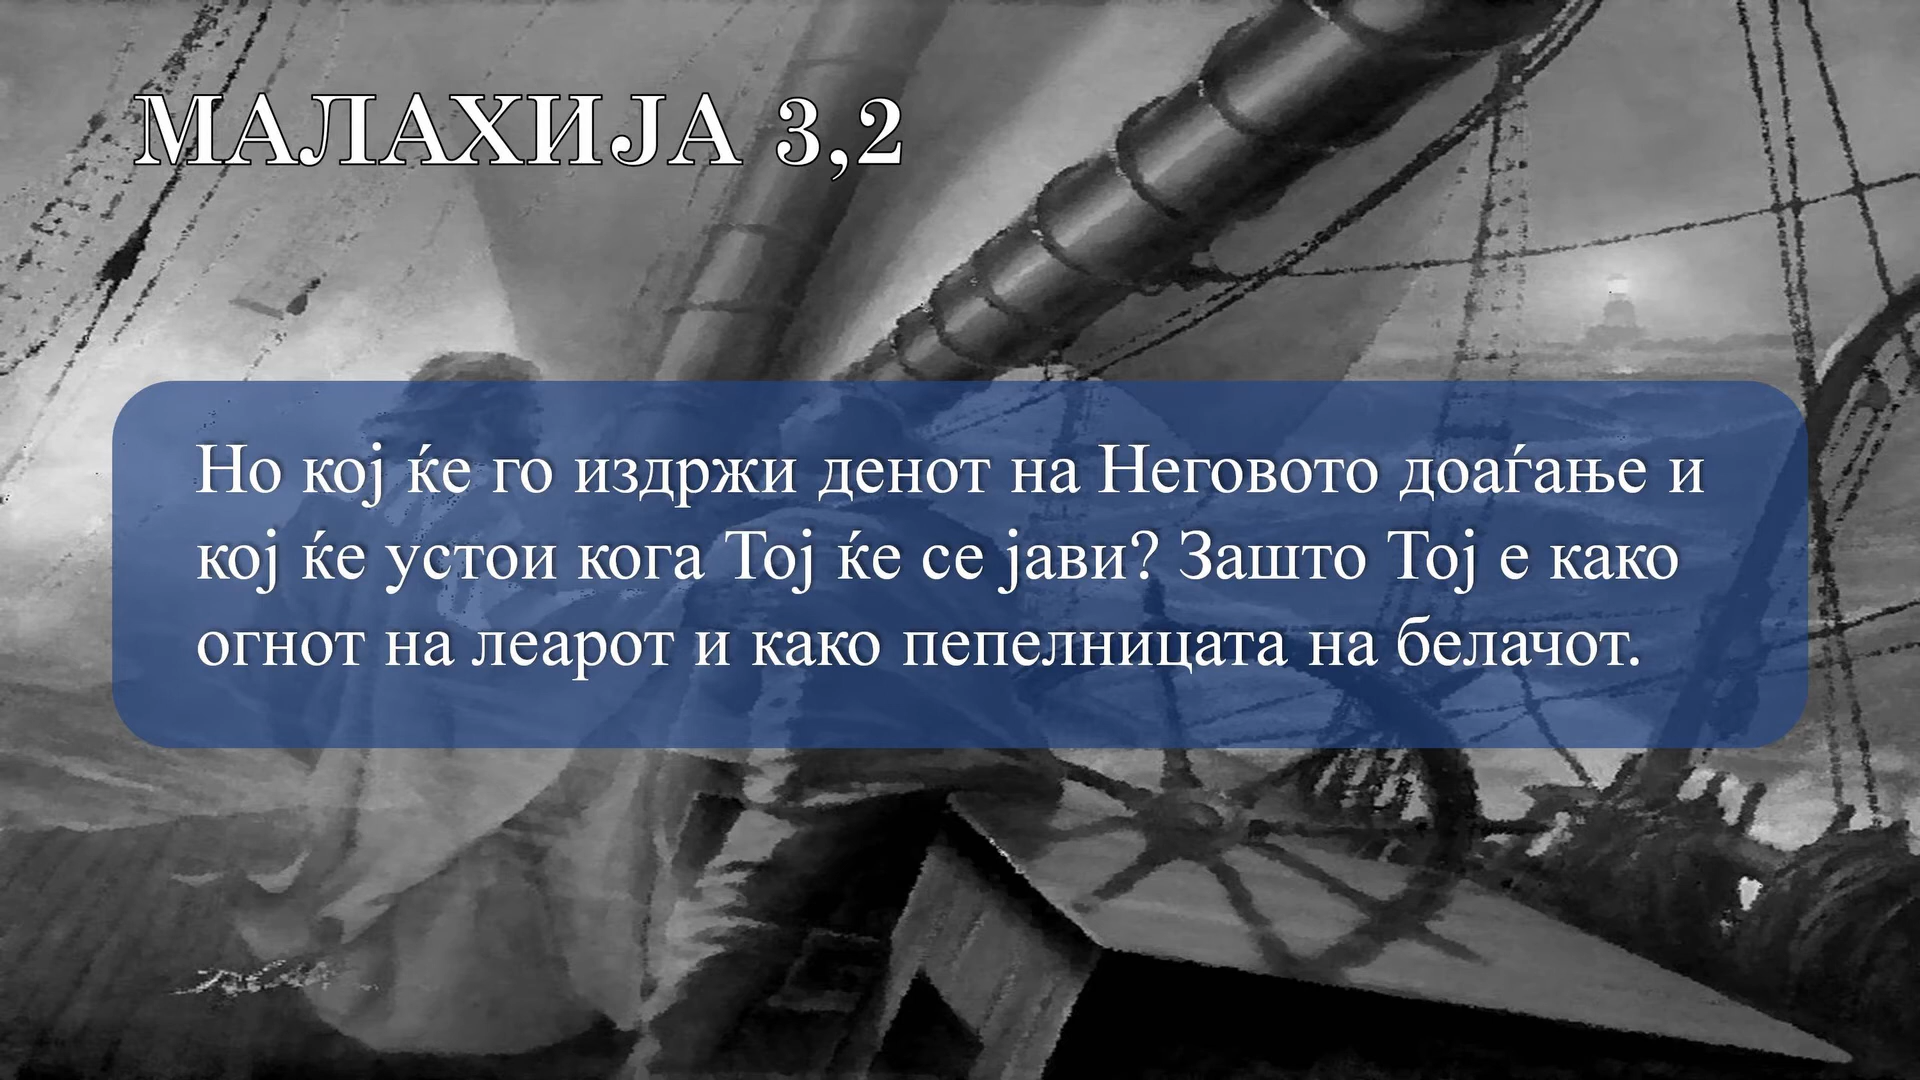 МАЛАХИЈА 3,2
Но кој ќе го издржи денот на Неговото доаѓање и
кој ќе устои кога Тој ќе се јави? Зашто Тој е како
огнот на леарот и како пепелницата на белачот.